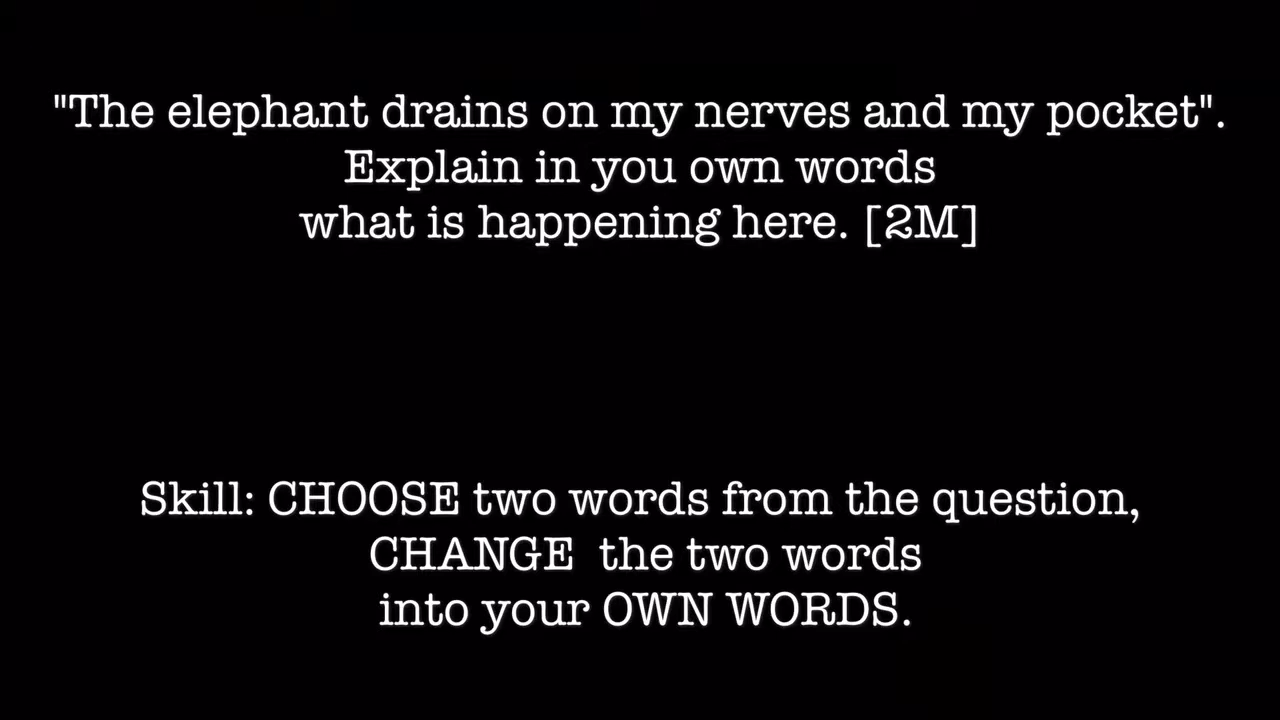 "The elephant drains on my nerves and my pocket".
Explain in you own words
what is happening here. [2M]
Skill: CHOOSE two words from the question,
CHANGE the two words
into your OWN WORDS.